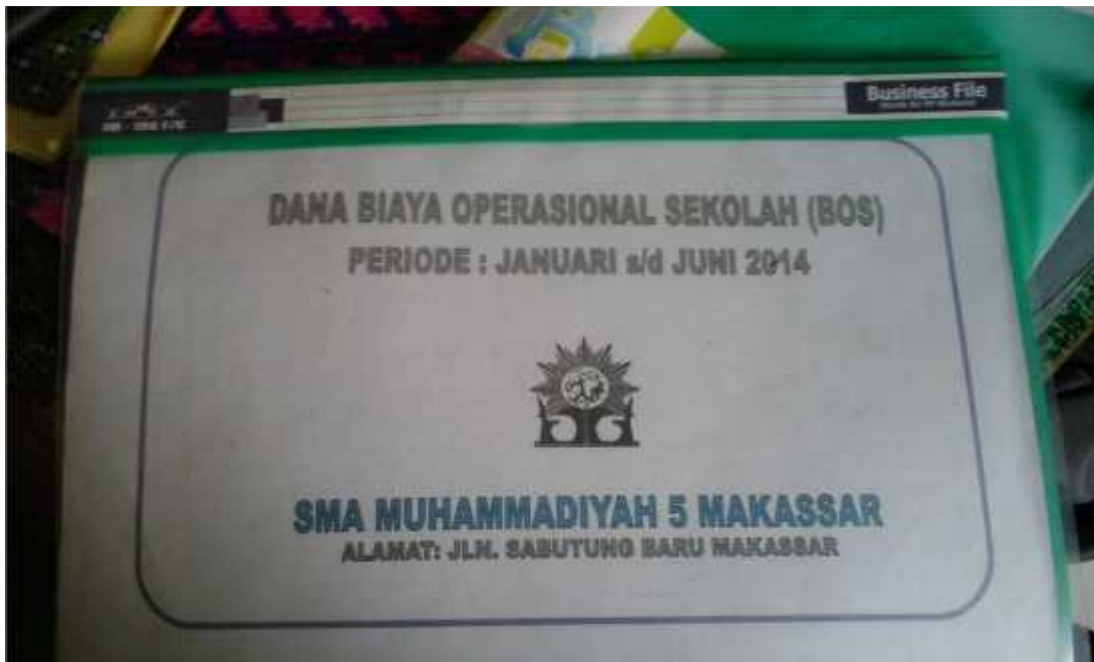 Business File
DANA BIAYA OPERASIONAL SEKOLAH (BOS)
PERIODE : JANUARI s/d JUNI 2014
SMA MUHAMMADIYAH 5 MAKASSAR
ALAMAT: JLN. SABUTUNG BARU MAKASSAR